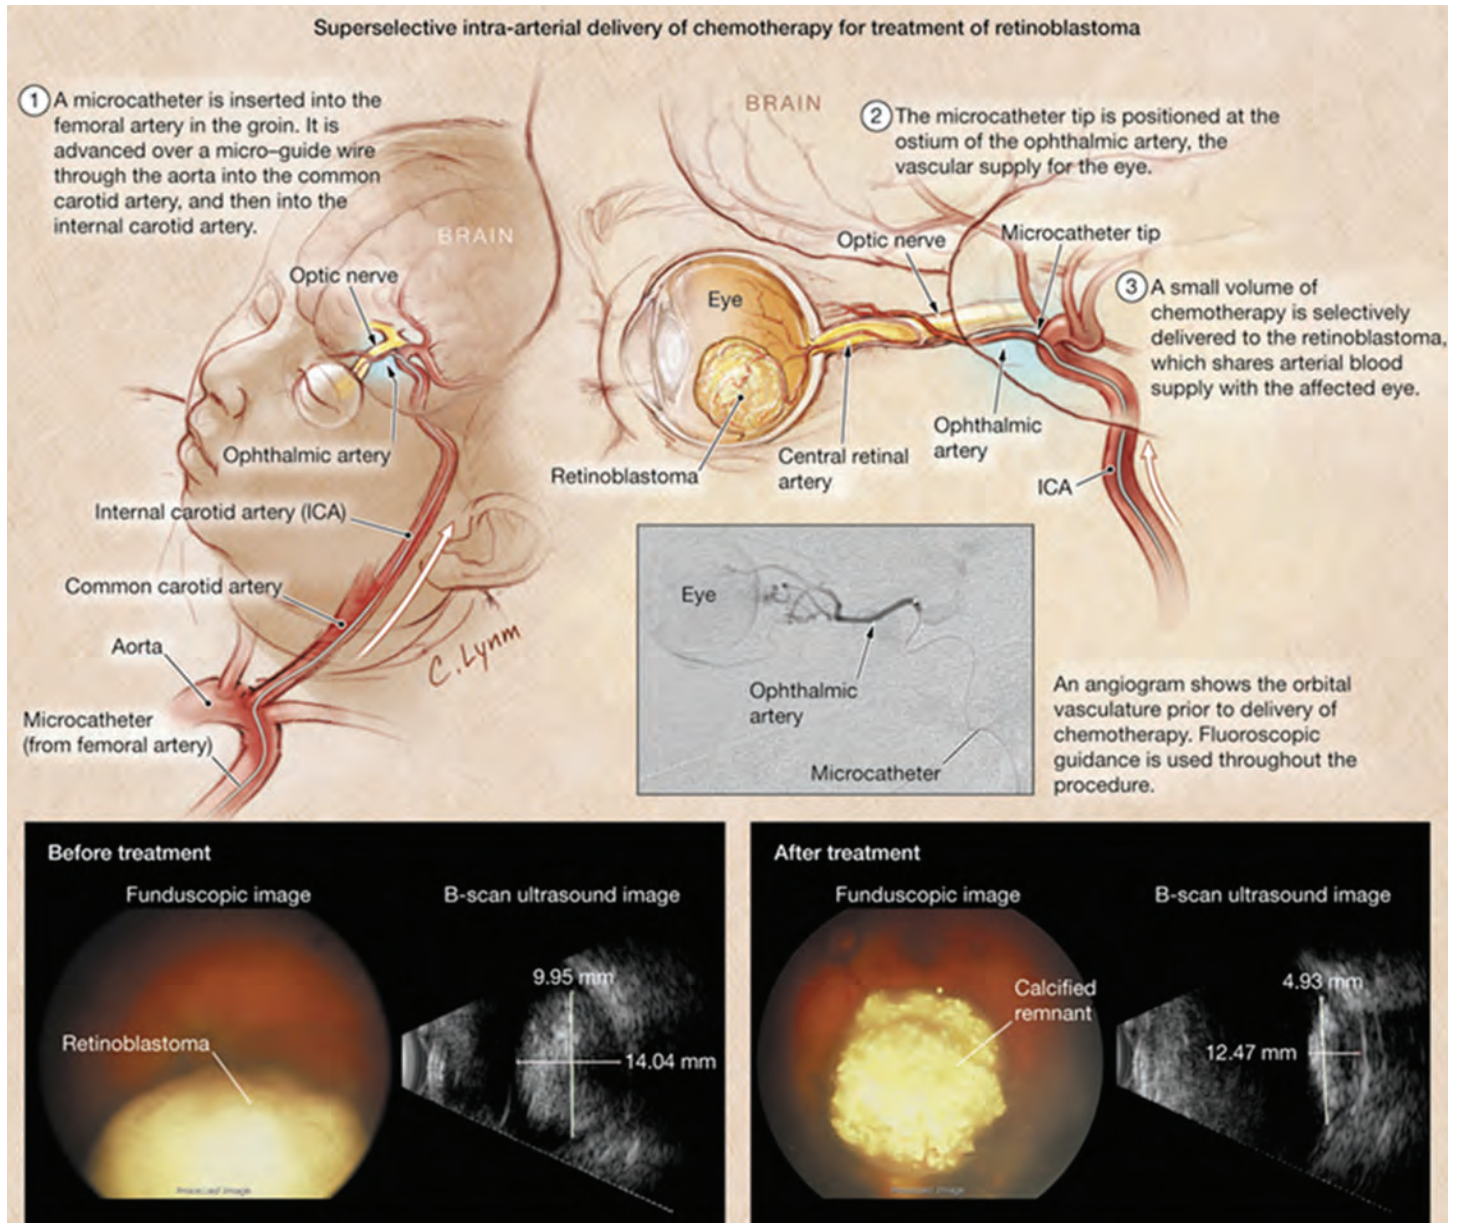 Superselective intra-arterial delivery of chemotherapy for treatment of retinoblastoma
1 A microcatheter is inserted into the
femoral artery in the groin. It is
advanced over a micro–guide wire
through the aorta into the common
carotid artery, and then into the
internal carotid artery.
BRAIN
Optic nerve
Ophthalmic artery
Internal carotid artery (ICA)
Common carotid artery
Aorta
Microcatheter
(from femoral artery)
C. Lynm
BRAIN
2 The microcatheter tip is positioned at the
ostium of the ophthalmic artery, the
vascular supply for the eye.
Optic nerve
Microcatheter tip
Eye
3 A small volume of
chemotherapy is selectively
delivered to the retinoblastoma,
which shares arterial blood
supply with the affected eye.
Retinoblastoma
Central retinal
artery
Ophthalmic
artery
ICA
Eye
Ophthalmic
artery
Microcatheter
An angiogram shows the orbital
vasculature prior to delivery of
chemotherapy. Fluoroscopic
guidance is used throughout the
procedure.
Before treatment
Funduscopic image
B-scan ultrasound image
Retinoblastoma
9.95 mm
14.04 mm
Processed Image
After treatment
Funduscopic image
B-scan ultrasound image
Calcified
remnant
4.93 mm
12.47 mm
Processed Image